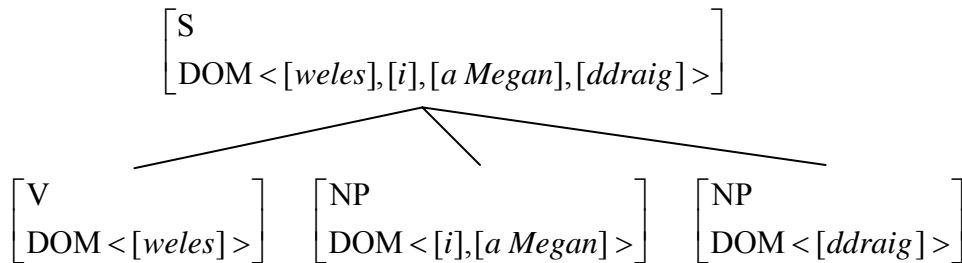 S
DOM < [weles],[i],[a Megan],[ddraig] >
V
DOM < [weles] >
NP
DOM < [i],[a Megan] >
NP
DOM < [ddraig] >